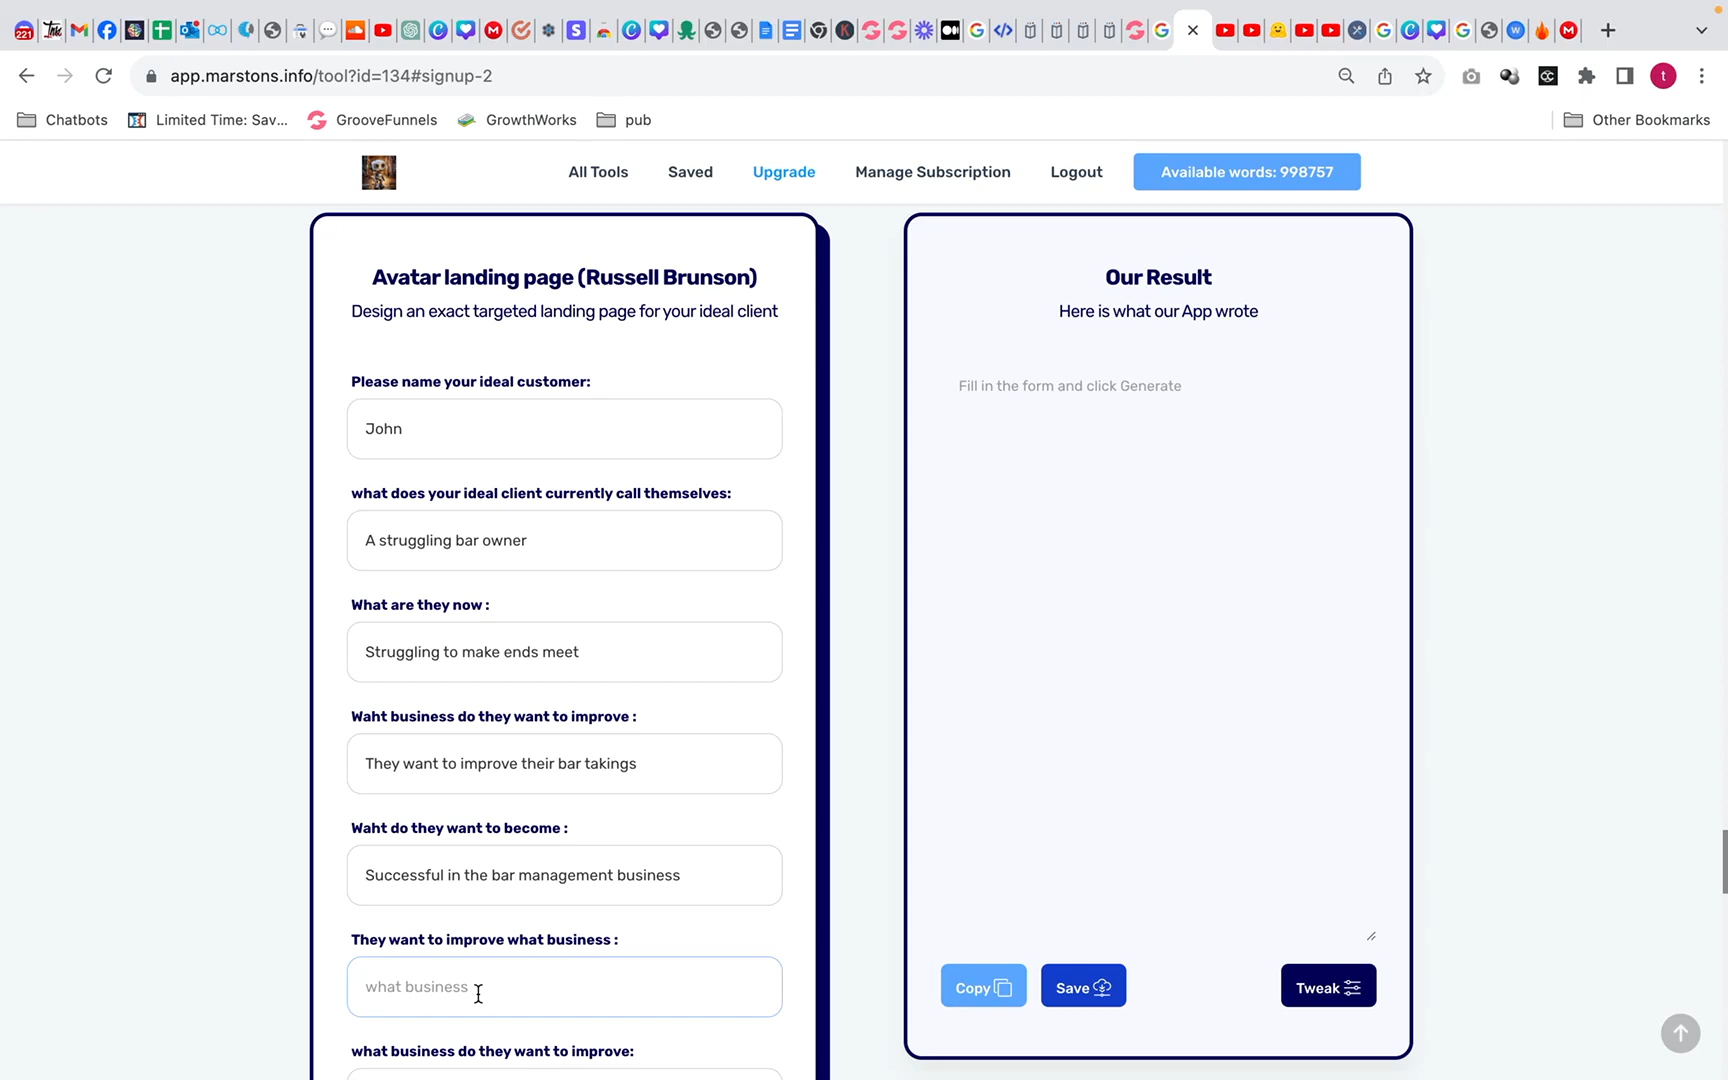 221
app.marstons.info/tool?id=134#signup-2
t
Chatbots
Limited Time: Sav...
GrooveFunnels
GrowthWorks
pub
Other Bookmarks
All Tools
Saved
Upgrade
Manage Subscription
Logout
Available words: 998757
Avatar landing page (Russell Brunson)
Design an exact targeted landing page for your ideal client
Please name your ideal customer:
John
what does your ideal client currently call themselves:
A struggling bar owner
What are they now :
Struggling to make ends meet
Waht business do they want to improve :
They want to improve their bar takings
Waht do they want to become :
Successful in the bar management business
They want to improve what business :
what business
what business do they want to improve:
Our Result
Here is what our App wrote
Fill in the form and click Generate
Copy
Save
Tweak